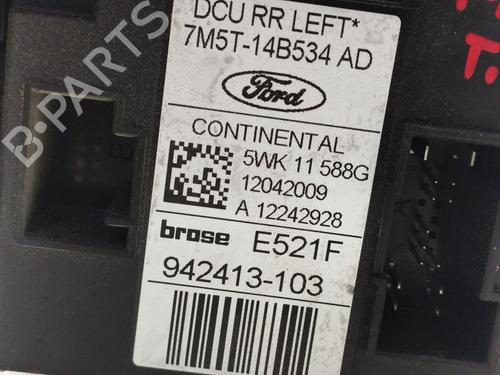 DCU RR LEFT*
7M5T-14B534 AD
Ford
CONTINENTAL
5WK 11 588G
12042009
A 12242928
brose E521F
942413-103
B-PARTS
A